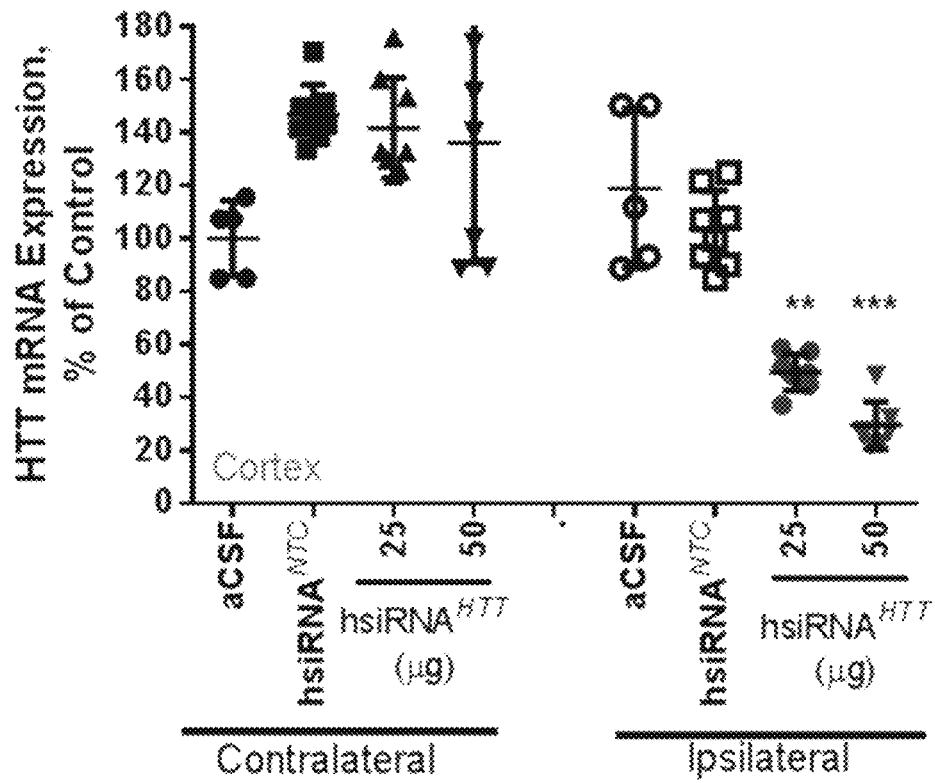 HTT mRNA Expression,
% of Control
180
160
140
120
100
80
60
40
20
0
** ***
Cortex
aCSF
hsiRNA^NTC
25
50
aCSF
hsiRNA^NTC
25
50
hsiRNA^HTT
(μg)
hsiRNA^HTT
(μg)
Contralateral
Ipsilateral